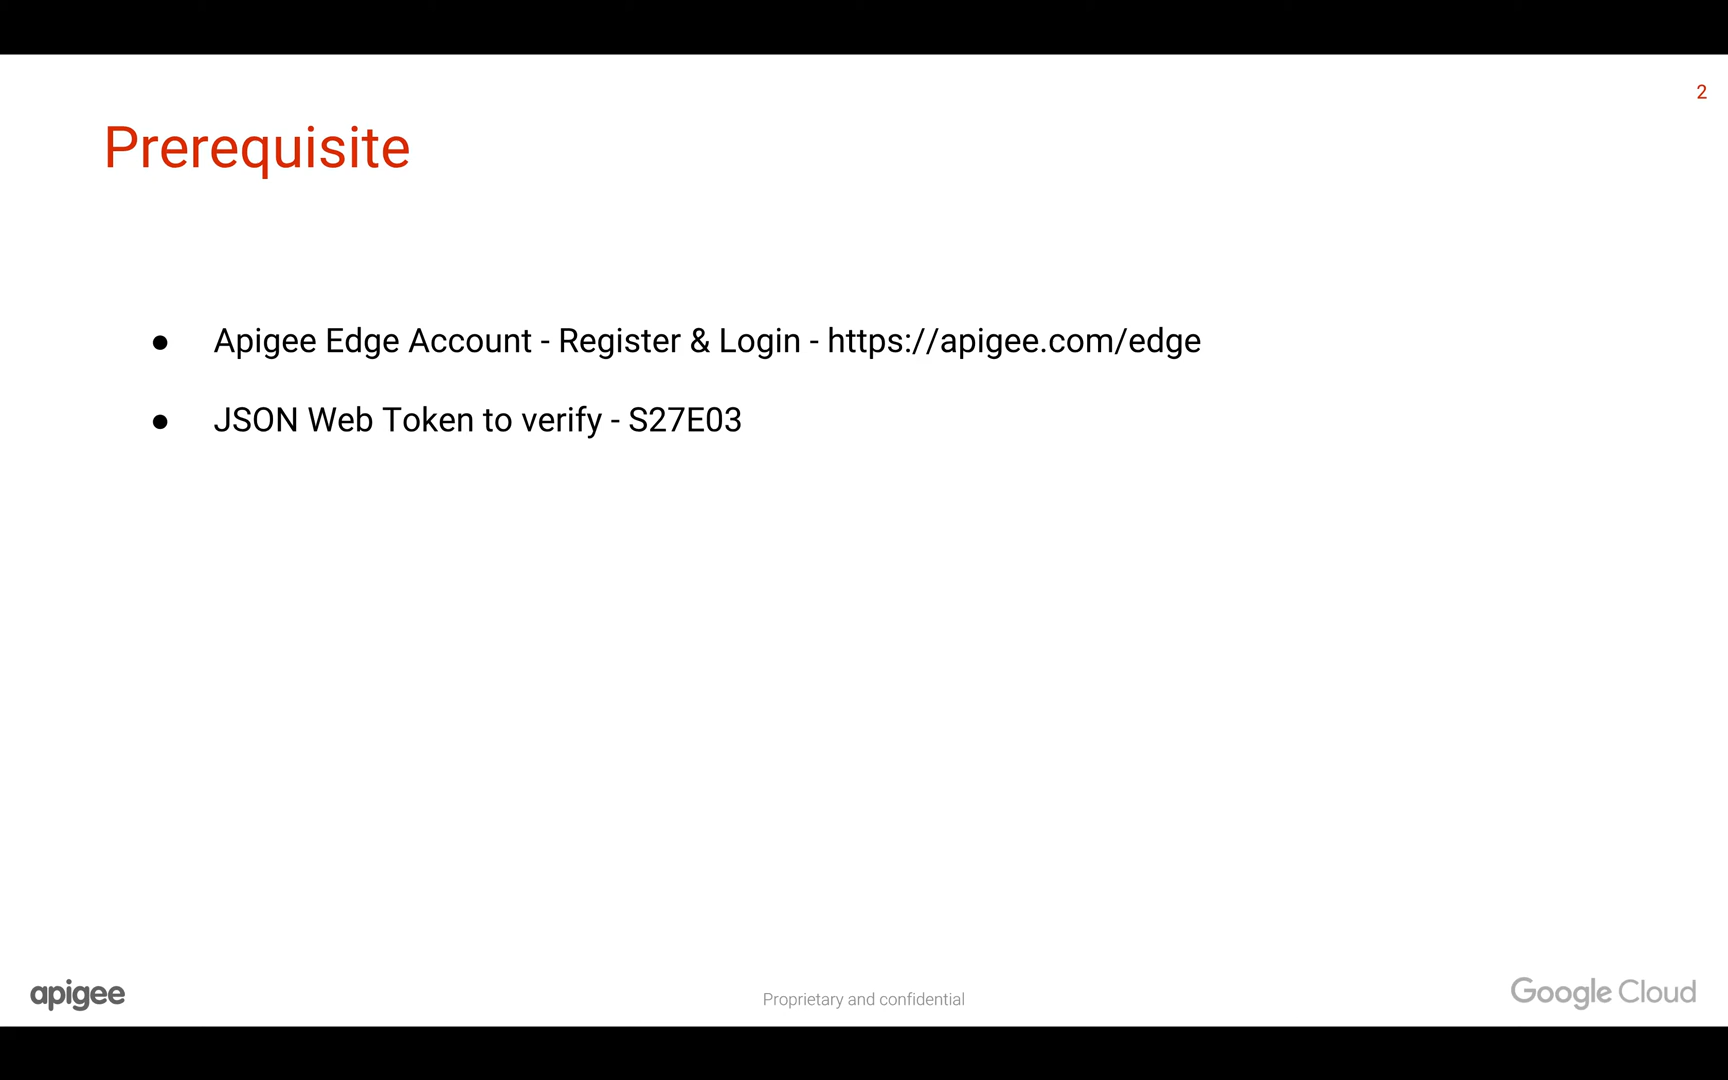 2
Prerequisite
● Apigee Edge Account - Register & Login - https://apigee.com/edge
● JSON Web Token to verify - S27E03
apigee
Proprietary and confidential
Google Cloud